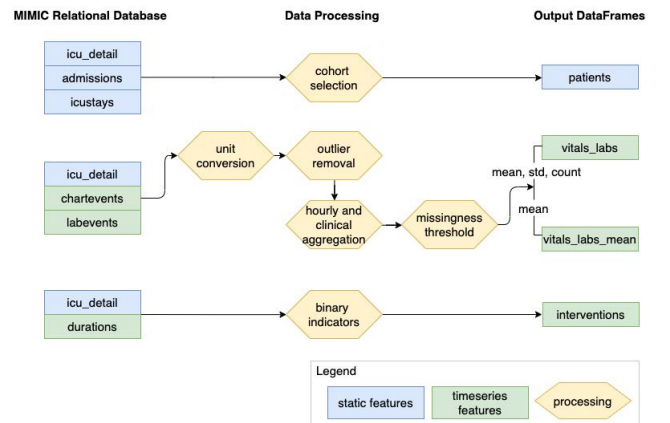 MIMIC Relational Database
Data Processing
Output DataFrames
icu_detail
admissions
icustays
cohort
selection
patients
icu_detail
chartevents
labevents
unit
conversion
outlier
removal
hourly and
clinical
aggregation
missingness
threshold
mean, std, count
mean
vitals_labs
vitals_labs_mean
icu_detail
durations
binary
indicators
interventions
Legend
static features
timeseries
features
processing